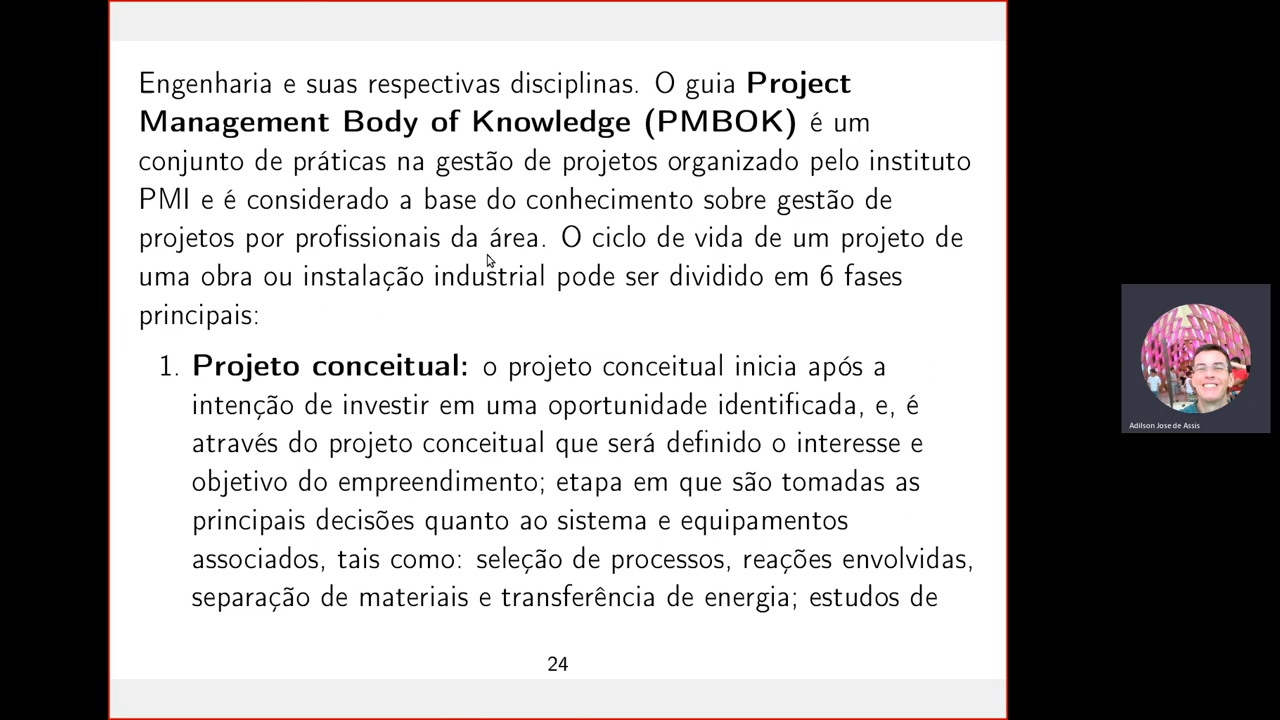 Engenharia e suas respectivas disciplinas. O guia Project
Management Body of Knowledge (PMBOK) é um
conjunto de práticas na gestão de projetos organizado pelo instituto
PMI e é considerado a base do conhecimento sobre gestão de
projetos por profissionais da área. O ciclo de vida de um projeto de
uma obra ou instalação industrial pode ser dividido em 6 fases
principais:
1. Projeto conceitual: o projeto conceitual inicia após a
intenção de investir em uma oportunidade identificada, e, é
através do projeto conceitual que será definido o interesse e
objetivo do empreendimento; etapa em que são tomadas as
principais decisões quanto ao sistema e equipamentos
associados, tais como: seleção de processos, reações envolvidas,
separação de materiais e transferência de energia; estudos de
24
Adilson Jose de Assis